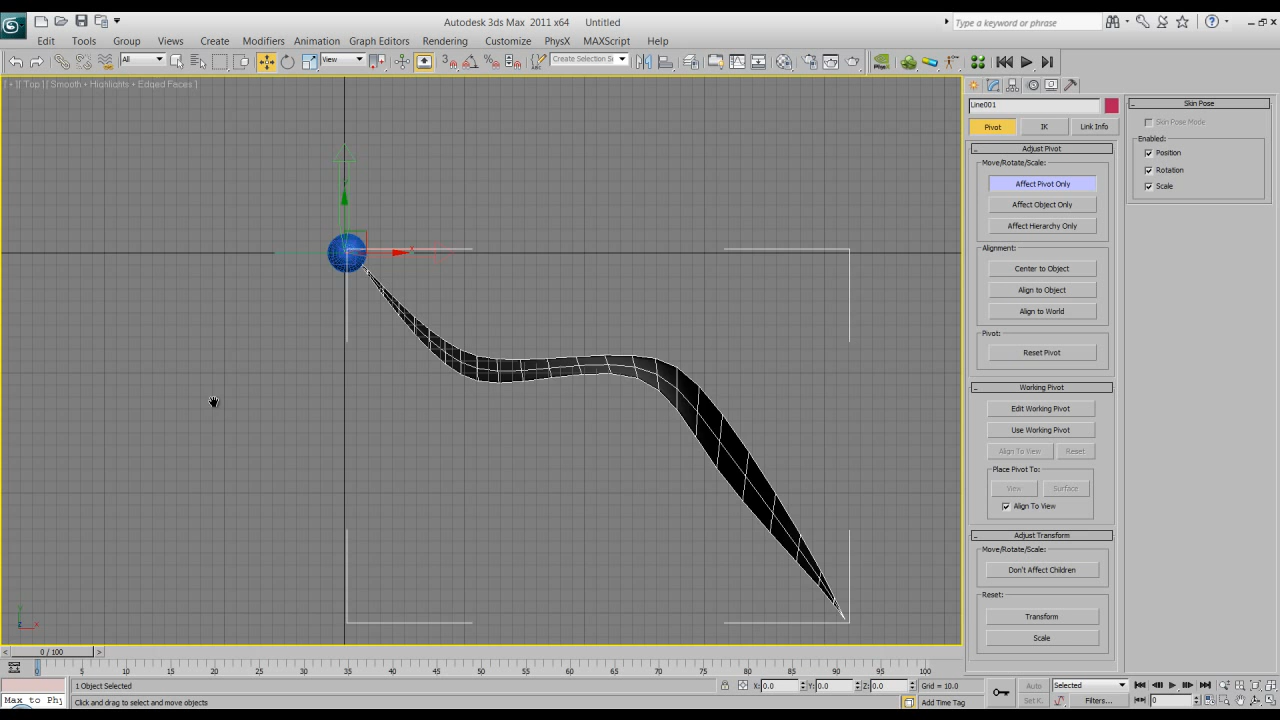 Autodesk 3ds Max 2011 x64 Untitled
Type a keyword or phrase
Edit Tools Group Views Create Modifiers Animation Graph Editors Rendering Customize PhysX MAXScript Help
All View Create Selection Se
[ + ][ Top ][ Smooth + Highlights + Edged Faces ]
Line001
Pivot IK Link Info
Adjust Pivot
Move/Rotate/Scale:
Affect Pivot Only
Affect Object Only
Affect Hierarchy Only
Alignment:
Center to Object
Align to Object
Align to World
Pivot:
Reset Pivot
Working Pivot
Edit Working Pivot
Use Working Pivot
Align To View Reset
Place Pivot To:
View Surface
Align To View
Adjust Transform
Move/Rotate/Scale:
Don't Affect Children
Reset:
Transform
Scale
Skin Pose
Skin Pose Mode
Enabled:
Position
Rotation
Scale
x
y
z x
< 0 / 100 >
0 5 10 15 20 25 30 35 40 45 50 55 60 65 70 75 80 85 90 95 100
1 Object Selected X: 0.0 Y: 0.0 Z: 0.0 Grid = 10.0 Auto Selected
Max to Phy Click and drag to select and move objects Add Time Tag Set K. Filters... 0